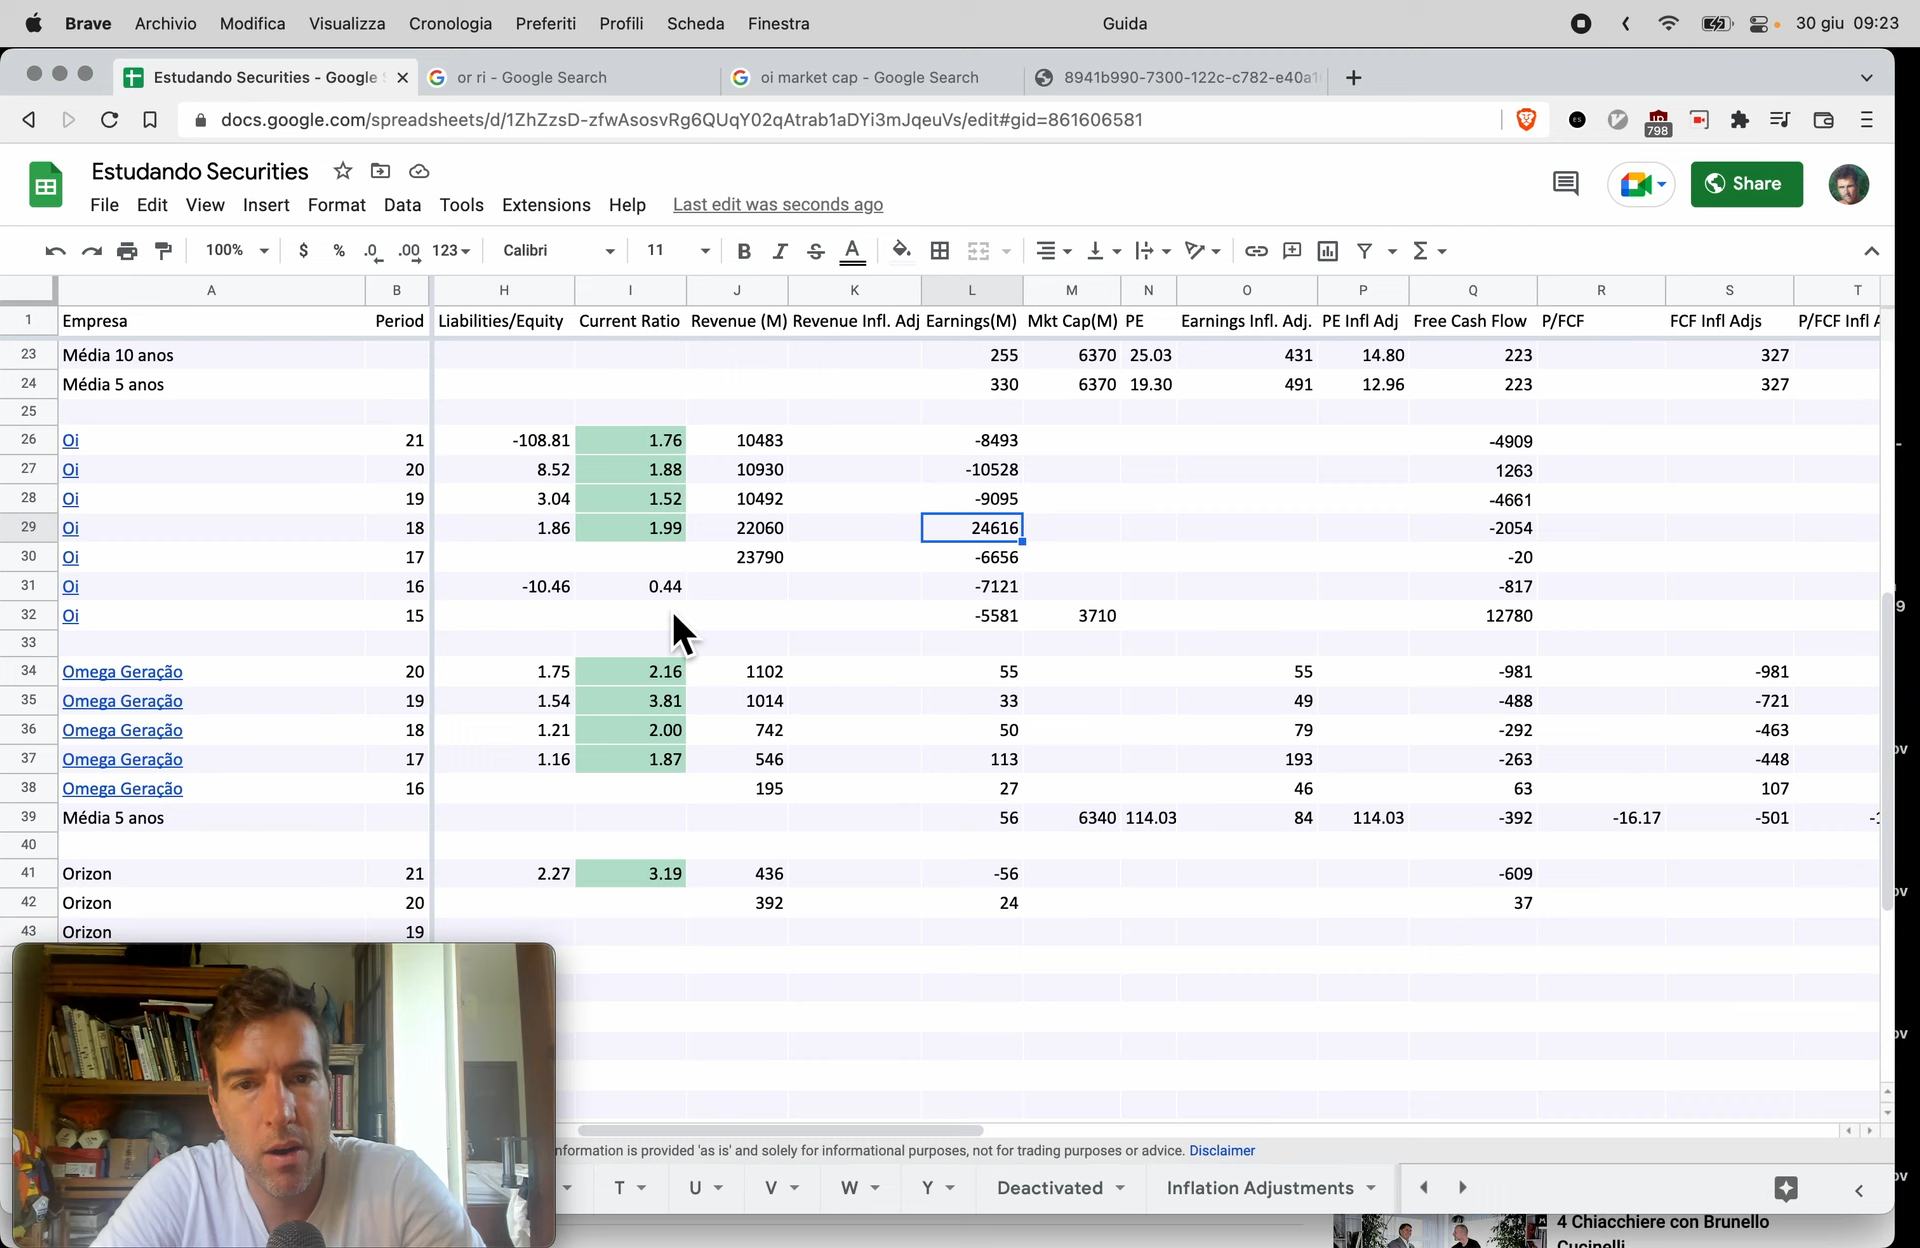 Brave Archivio Modifica Visualizza Cronologia Preferiti Profili Scheda Finestra Guida 30 giu 09:23
Estudando Securities - Google S or ri - Google Search oi market cap - Google Search 8941b990-7300-122c-c782-e40a1
docs.google.com/spreadsheets/d/1ZhZzsD-zfwAsosvRg6QUqY02qAtrab1aDYi3mJqeuVs/edit#gid=861606581 798
Estudando Securities Share
File Edit View Insert Format Data Tools Extensions Help Last edit was seconds ago
100% $ % .0 .00 123 Calibri 11 B I S A
A B H I J K L M N O P Q R S T
1 Empresa Period Liabilities/Equity Current Ratio Revenue (M) Revenue Infl. Adj Earnings(M) Mkt Cap(M) PE Earnings Infl. Adj. PE Infl Adj Free Cash Flow P/FCF FCF Infl Adjs P/FCF Infl A
23 Média 10 anos 255 6370 25.03 431 14.80 223 327
24 Média 5 anos 330 6370 19.30 491 12.96 223 327
25
26 Oi 21 -108.81 1.76 10483 -8493 -4909
27 Oi 20 8.52 1.88 10930 -10528 1263
28 Oi 19 3.04 1.52 10492 -9095 -4661
29 Oi 18 1.86 1.99 22060 24616 -2054
30 Oi 17 23790 -6656 -20
31 Oi 16 -10.46 0.44 -7121 -817
32 Oi 15 -5581 3710 12780
33
34 Omega Geração 20 1.75 2.16 1102 55 55 -981 -981
35 Omega Geração 19 1.54 3.81 1014 33 49 -488 -721
36 Omega Geração 18 1.21 2.00 742 50 79 -292 -463
37 Omega Geração 17 1.16 1.87 546 113 193 -263 -448
38 Omega Geração 16 195 27 46 63 107
39 Média 5 anos 56 6340 114.03 84 114.03 -392 -16.17 -501
40
41 Orizon 21 2.27 3.19 436 -56 -609
42 Orizon 20 392 24 37
43 Orizon 19
nformation is provided 'as is' and solely for informational purposes, not for trading purposes or advice. Disclaimer
T U V W Y Deactivated Inflation Adjustments
4 Chiacchiere con Brunello
Cucinelli